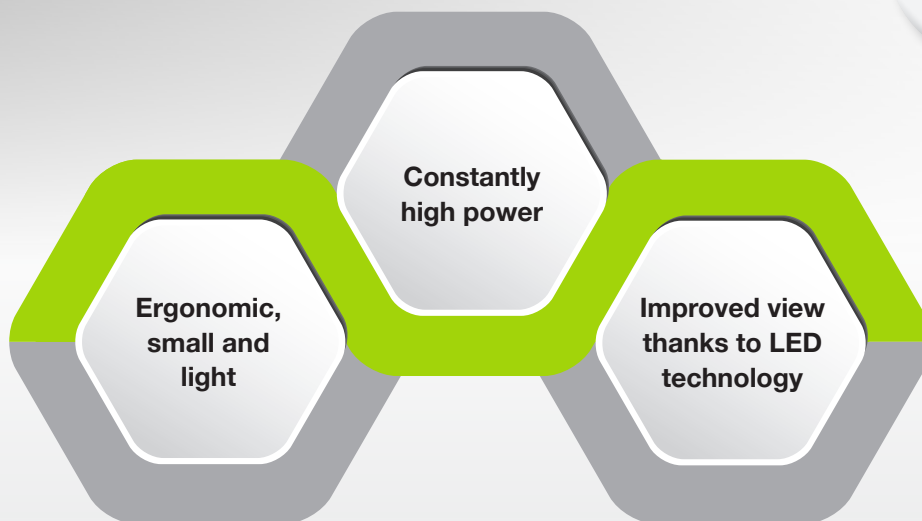 Constantly
high power
Ergonomic,
small and
light
Improved view
thanks to LED
technology